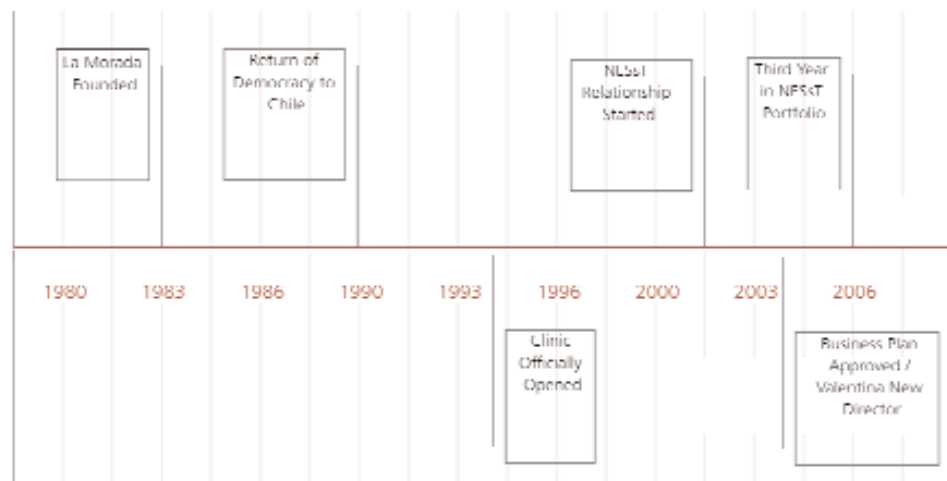 La Morada
Founded
Return of
Democracy to
Chile
NESsT
Relationship
Started
Third Year
in NESsT
Portfolio
1980
1983
1986
1990
1993
1996
2000
2003
2006
Clinic
Officially
Opened
Business Plan
Approved /
Valentina New
Director